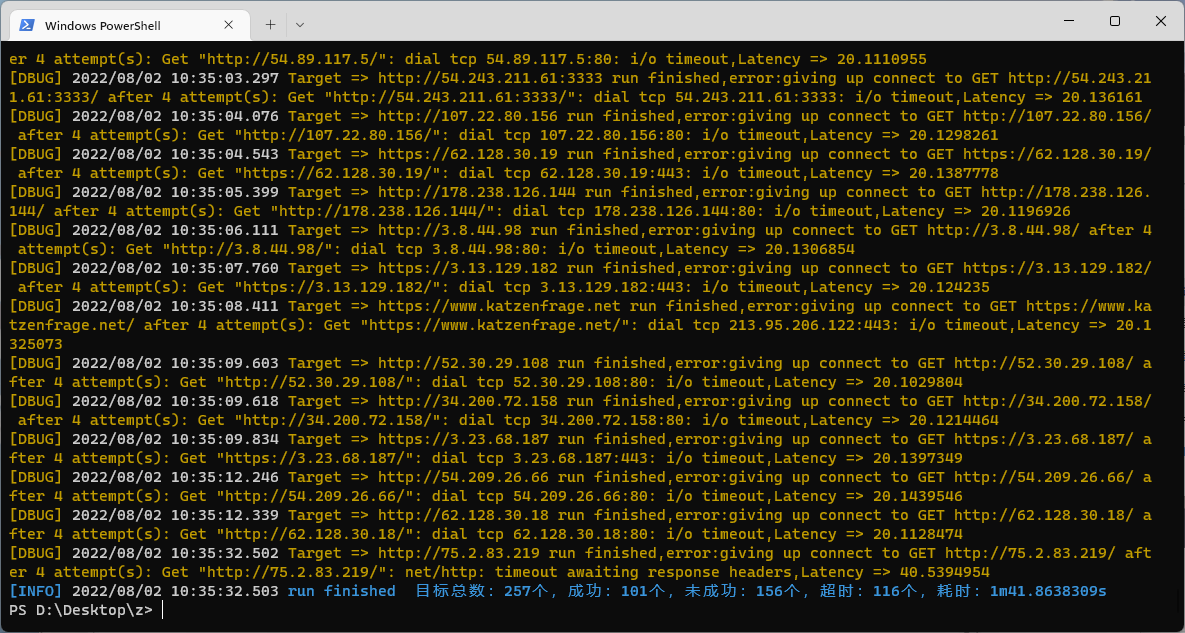 Windows PowerShell
er 4 attempt(s): Get "http://54.89.117.5/": dial tcp 54.89.117.5:80: i/o timeout,Latency => 20.1110955
[DBUG] 2022/08/02 10:35:03.297 Target => http://54.243.211.61:3333 run finished,error:giving up connect to GET http://54.243.21
1.61:3333/ after 4 attempt(s): Get "http://54.243.211.61:3333/": dial tcp 54.243.211.61:3333: i/o timeout,Latency => 20.136161
[DBUG] 2022/08/02 10:35:04.076 Target => http://107.22.80.156 run finished,error:giving up connect to GET http://107.22.80.156/
after 4 attempt(s): Get "http://107.22.80.156/": dial tcp 107.22.80.156:80: i/o timeout,Latency => 20.1298261
[DBUG] 2022/08/02 10:35:04.543 Target => https://62.128.30.19 run finished,error:giving up connect to GET https://62.128.30.19/
after 4 attempt(s): Get "https://62.128.30.19/": dial tcp 62.128.30.19:443: i/o timeout,Latency => 20.1387778
[DBUG] 2022/08/02 10:35:05.399 Target => http://178.238.126.144 run finished,error:giving up connect to GET http://178.238.126.
144/ after 4 attempt(s): Get "http://178.238.126.144/": dial tcp 178.238.126.144:80: i/o timeout,Latency => 20.1196926
[DBUG] 2022/08/02 10:35:06.111 Target => http://3.8.44.98 run finished,error:giving up connect to GET http://3.8.44.98/ after 4
attempt(s): Get "http://3.8.44.98/": dial tcp 3.8.44.98:80: i/o timeout,Latency => 20.1306854
[DBUG] 2022/08/02 10:35:07.760 Target => https://3.13.129.182 run finished,error:giving up connect to GET https://3.13.129.182/
after 4 attempt(s): Get "https://3.13.129.182/": dial tcp 3.13.129.182:443: i/o timeout,Latency => 20.124235
[DBUG] 2022/08/02 10:35:08.411 Target => https://www.katzenfrage.net run finished,error:giving up connect to GET https://www.ka
tzenfrage.net/ after 4 attempt(s): Get "https://www.katzenfrage.net/": dial tcp 213.95.206.122:443: i/o timeout,Latency => 20.1
325073
[DBUG] 2022/08/02 10:35:09.603 Target => http://52.30.29.108 run finished,error:giving up connect to GET http://52.30.29.108/ a
fter 4 attempt(s): Get "http://52.30.29.108/": dial tcp 52.30.29.108:80: i/o timeout,Latency => 20.1029804
[DBUG] 2022/08/02 10:35:09.618 Target => http://34.200.72.158 run finished,error:giving up connect to GET http://34.200.72.158/
after 4 attempt(s): Get "http://34.200.72.158/": dial tcp 34.200.72.158:80: i/o timeout,Latency => 20.1214464
[DBUG] 2022/08/02 10:35:09.834 Target => https://3.23.68.187 run finished,error:giving up connect to GET https://3.23.68.187/ a
fter 4 attempt(s): Get "https://3.23.68.187/": dial tcp 3.23.68.187:443: i/o timeout,Latency => 20.1397349
[DBUG] 2022/08/02 10:35:12.246 Target => http://54.209.26.66 run finished,error:giving up connect to GET http://54.209.26.66/ a
fter 4 attempt(s): Get "http://54.209.26.66/": dial tcp 54.209.26.66:80: i/o timeout,Latency => 20.1439546
[DBUG] 2022/08/02 10:35:12.339 Target => http://62.128.30.18 run finished,error:giving up connect to GET http://62.128.30.18/ a
fter 4 attempt(s): Get "http://62.128.30.18/": dial tcp 62.128.30.18:80: i/o timeout,Latency => 20.1128474
[DBUG] 2022/08/02 10:35:32.502 Target => http://75.2.83.219 run finished,error:giving up connect to GET http://75.2.83.219/ aft
er 4 attempt(s): Get "http://75.2.83.219/": net/http: timeout awaiting response headers,Latency => 40.5394954
[INFO] 2022/08/02 10:35:32.503 run finished 目标总数: 257个, 成功: 101个, 未成功: 156个, 超时: 116个, 耗时: 1m41.8638309s
PS D:\Desktop\z>